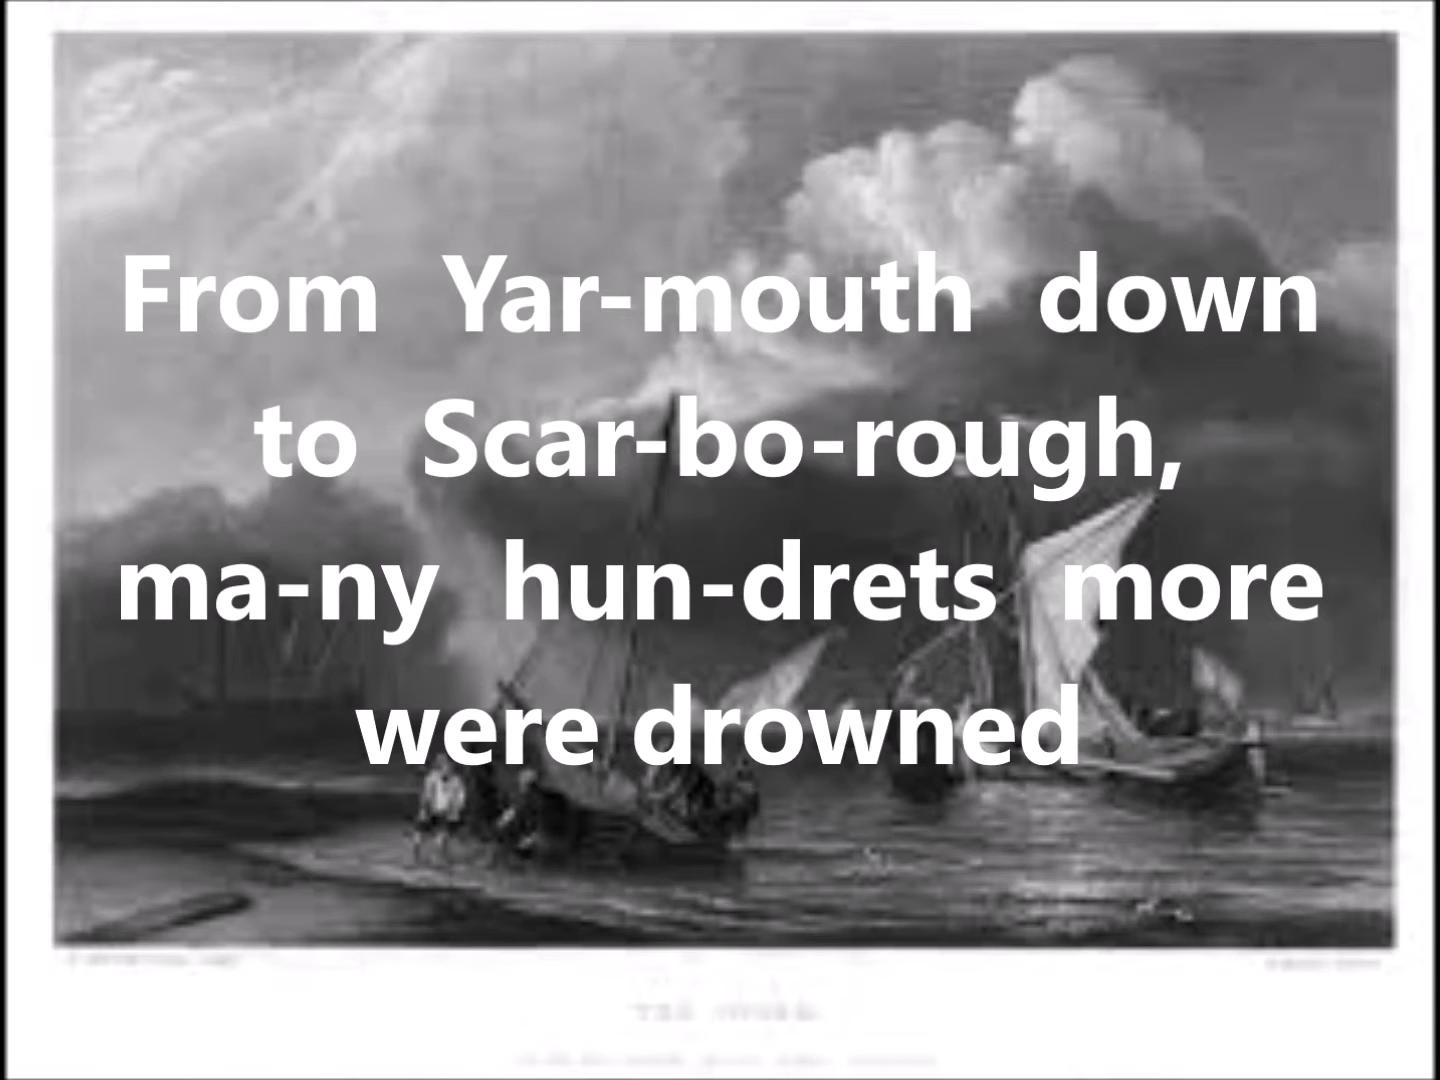 From Yar-mouth down
to Scar-bo-rough,
ma-ny hun-drets more
were drowned